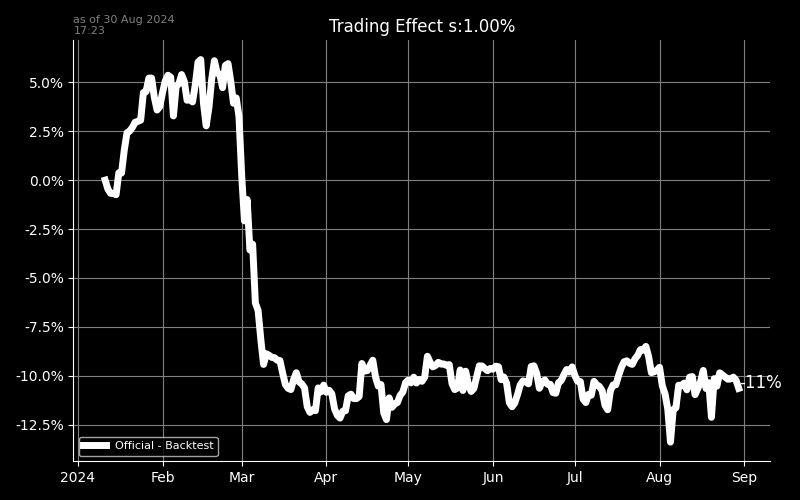 as of 30 Aug 2024
17:23
Trading Effect s:1.00%
5.0%
2.5%
0.0%
-2.5%
-5.0%
-7.5%
-10.0%
-12.5%
-11%
Official - Backtest
2024 Feb Mar Apr May Jun Jul Aug Sep